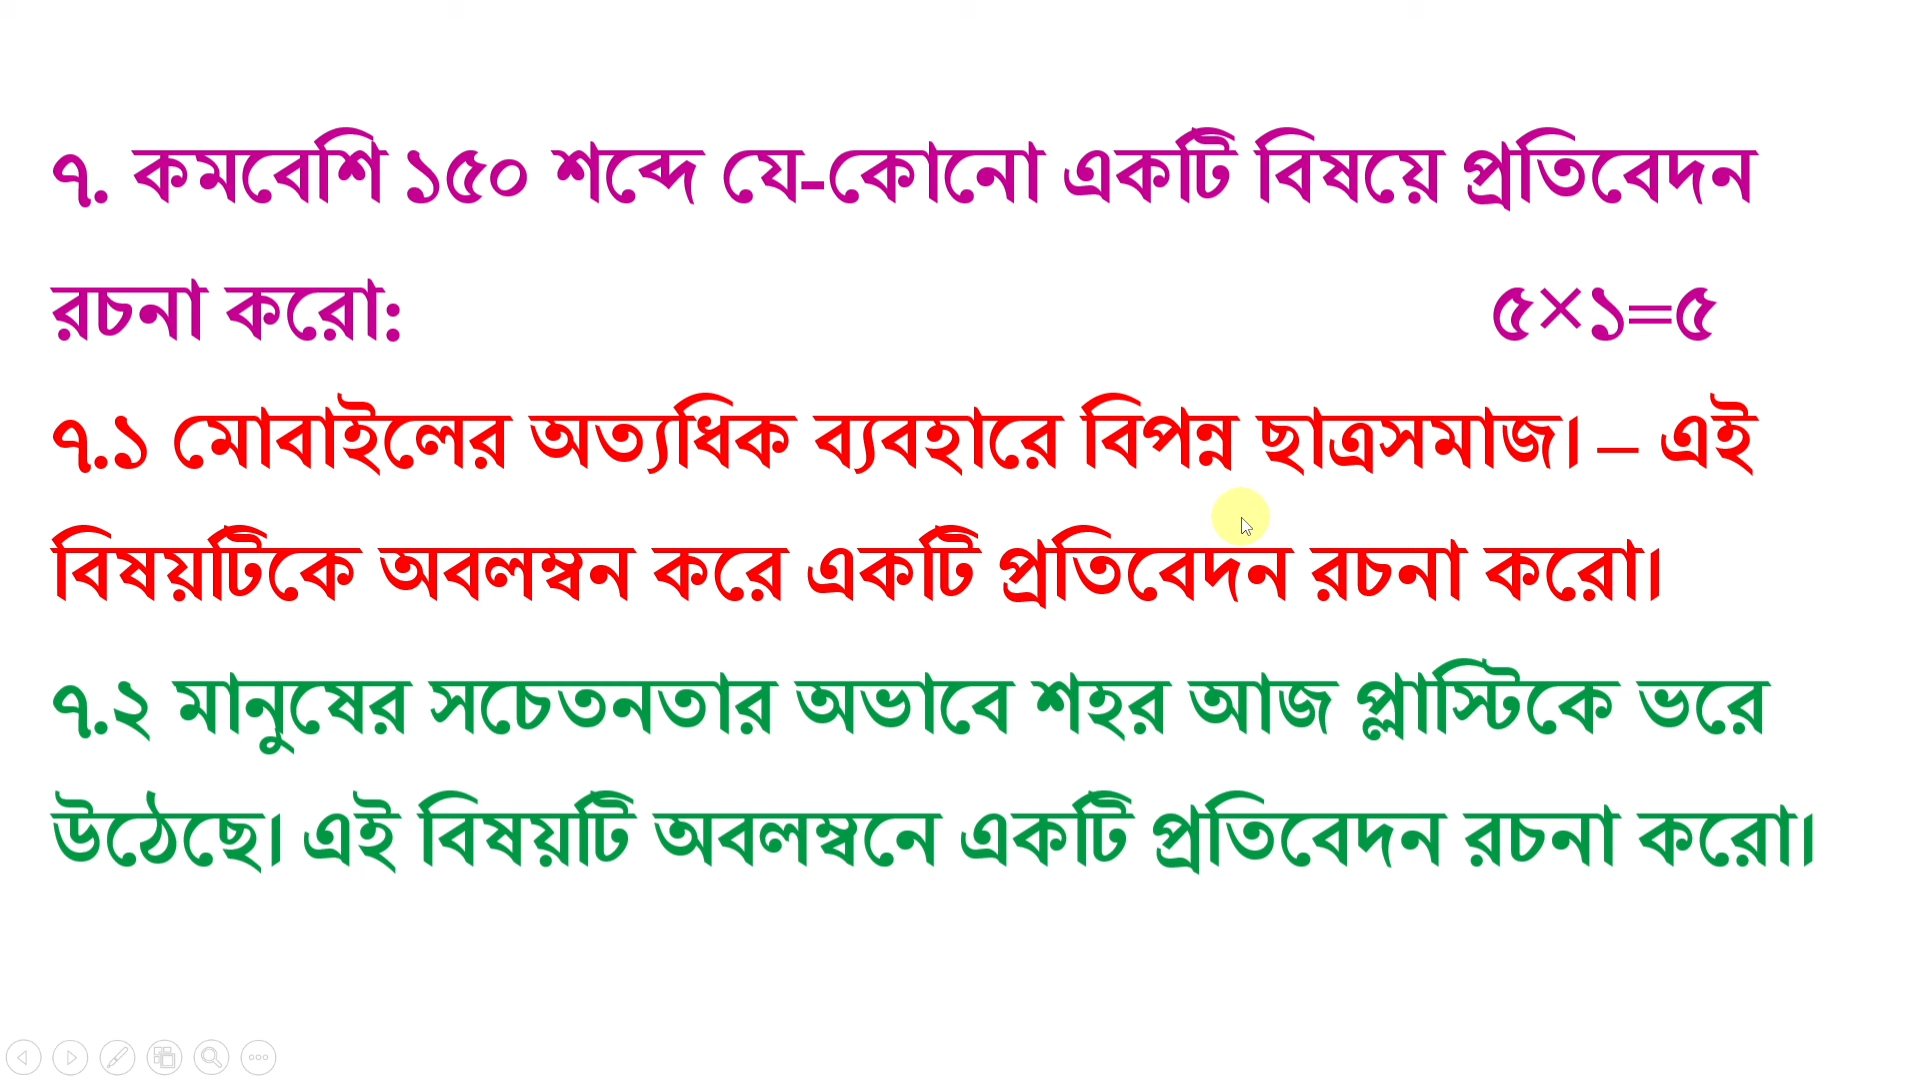 ৭. কমবেশি ১৫০ শব্দে যে-কোনো একটি বিষয়ে প্রতিবেদন
রচনা করো: ৫×১=৫
৭.১ মোবাইলের অত্যধিক ব্যবহারে বিপন্ন ছাত্রসমাজ। – এই
বিষয়টিকে অবলম্বন করে একটি প্রতিবেদন রচনা করো।
৭.২ মানুষের সচেতনতার অভাবে শহর আজ প্লাস্টিকে ভরে
উঠেছে। এই বিষয়টি অবলম্বনে একটি প্রতিবেদন রচনা করো।